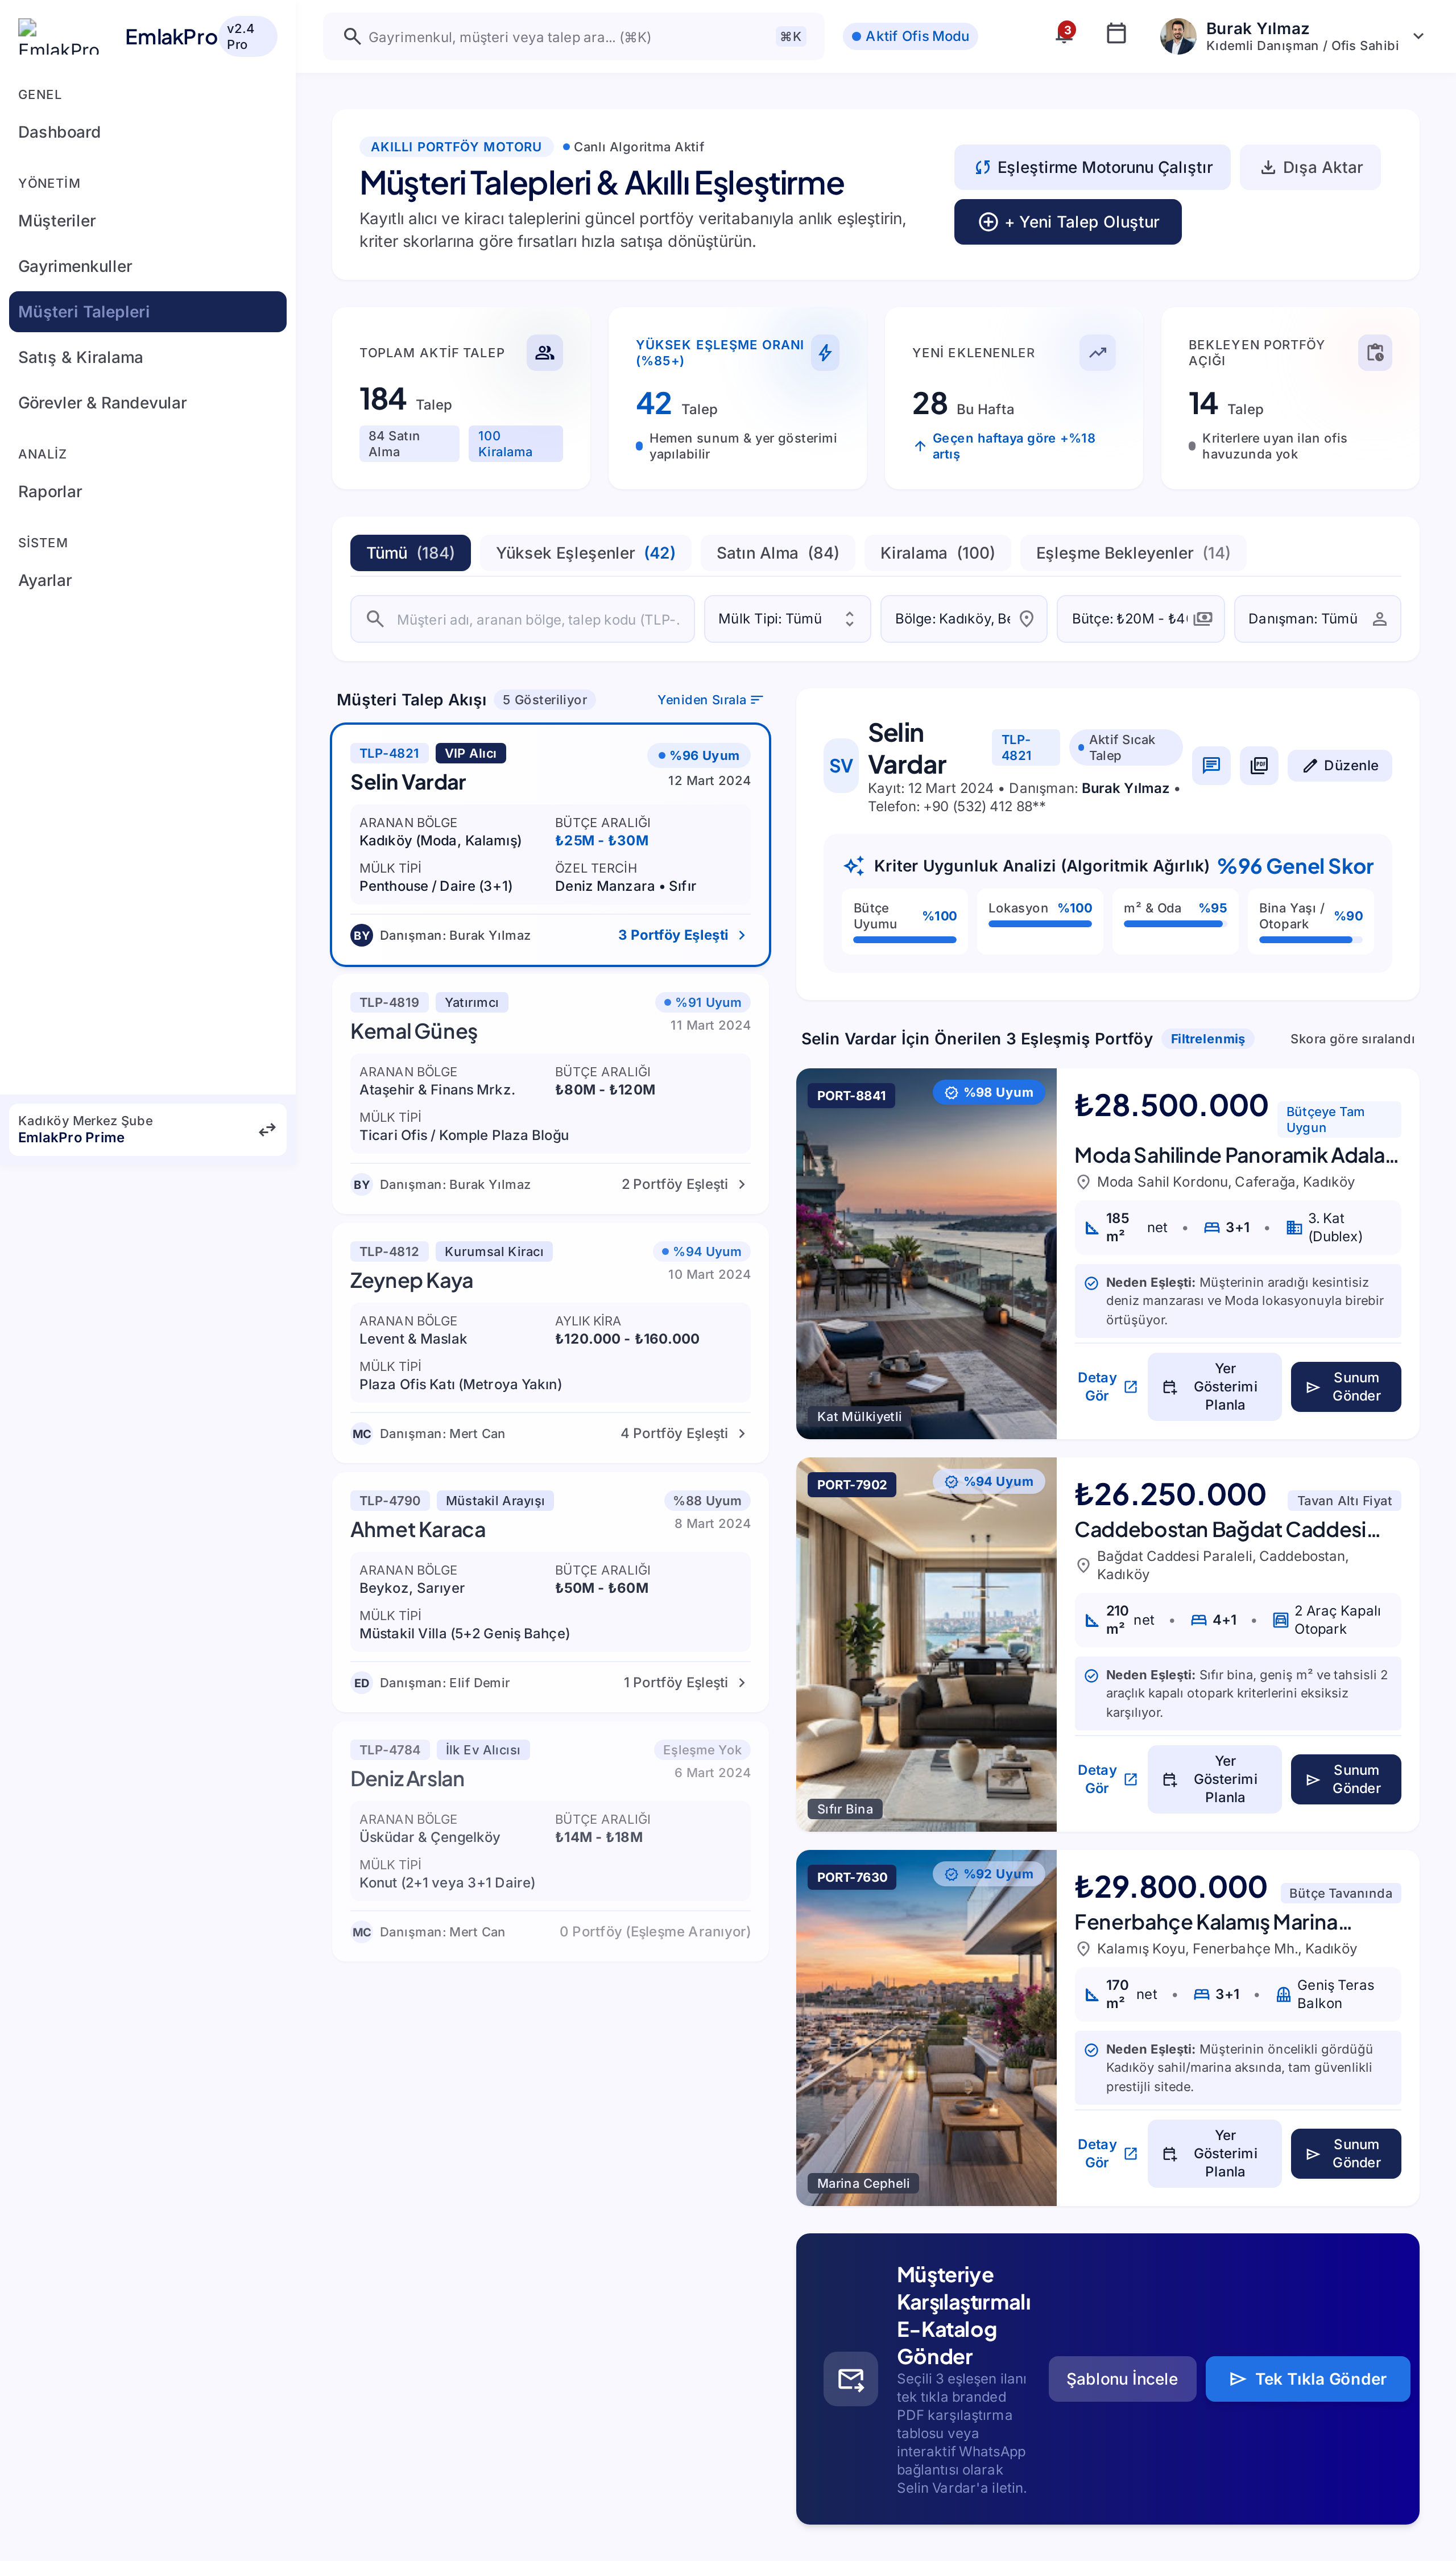 EmlakPro
EmlakPro
v2.4
Pro
GENEL
Dashboard
YÖNETİM
Müşteriler
Gayrimenkuller
Müşteri Talepleri
Satış & Kiralama
Görevler & Randevular
ANALİZ
Raporlar
SİSTEM
Ayarlar
Kadıköy Merkez Şube
EmlakPro Prime
Gayrimenkul, müşteri veya talep ara... (⌘K)
⌘K
Aktif Ofis Modu
3
Burak Yılmaz
Kıdemli Danışman / Ofis Sahibi
AKILLI PORTFÖY MOTORU
Canlı Algoritma Aktif
Müşteri Talepleri & Akıllı Eşleştirme
Kayıtlı alıcı ve kiracı taleplerini güncel portföy veritabanıyla anlık eşleştirin,
kriter skorlarına göre fırsatları hızla satışa dönüştürün.
Eşleştirme Motorunu Çalıştır
Dışa Aktar
+ Yeni Talep Oluştur
TOPLAM AKTİF TALEP
184 Talep
84 Satın
Alma
100
Kiralama
YÜKSEK EŞLEŞME ORANI
(%85+)
42 Talep
Hemen sunum & yer gösterimi
yapılabilir
YENİ EKLENENLER
28 Bu Hafta
Geçen haftaya göre +%18
artış
BEKLEYEN PORTFÖY
AÇIĞI
14 Talep
Kriterlere uyan ilan ofis
havuzunda yok
Tümü (184)
Yüksek Eşleşenler (42)
Satın Alma (84)
Kiralama (100)
Eşleşme Bekleyenler (14)
Müşteri adı, aranan bölge, talep kodu (TLP-.
Mülk Tipi: Tümü
Bölge: Kadıköy, Be
Bütçe: ₺20M - ₺4
Danışman: Tümü
Müşteri Talep Akışı
5 Gösteriliyor
Yeniden Sırala
TLP-4821
VIP Alıcı
%96 Uyum
Selin Vardar
12 Mart 2024
ARANAN BÖLGE
Kadıköy (Moda, Kalamış)
BÜTÇE ARALIĞI
₺25M - ₺30M
MÜLK TİPİ
Penthouse / Daire (3+1)
ÖZEL TERCİH
Deniz Manzara • Sıfır
BY
Danışman: Burak Yılmaz
3 Portföy Eşleşti
TLP-4819
Yatırımcı
%91 Uyum
Kemal Güneş
11 Mart 2024
ARANAN BÖLGE
Ataşehir & Finans Mrkz.
BÜTÇE ARALIĞI
₺80M - ₺120M
MÜLK TİPİ
Ticari Ofis / Komple Plaza Bloğu
BY
Danışman: Burak Yılmaz
2 Portföy Eşleşti
TLP-4812
Kurumsal Kiracı
%94 Uyum
Zeynep Kaya
10 Mart 2024
ARANAN BÖLGE
Levent & Maslak
AYLIK KİRA
₺120.000 - ₺160.000
MÜLK TİPİ
Plaza Ofis Katı (Metroya Yakın)
MC
Danışman: Mert Can
4 Portföy Eşleşti
TLP-4790
Müstakil Arayışı
%88 Uyum
Ahmet Karaca
8 Mart 2024
ARANAN BÖLGE
Beykoz, Sarıyer
BÜTÇE ARALIĞI
₺50M - ₺60M
MÜLK TİPİ
Müstakil Villa (5+2 Geniş Bahçe)
ED
Danışman: Elif Demir
1 Portföy Eşleşti
TLP-4784
İlk Ev Alıcısı
Eşleşme Yok
Deniz Arslan
6 Mart 2024
ARANAN BÖLGE
Üsküdar & Çengelköy
BÜTÇE ARALIĞI
₺14M - ₺18M
MÜLK TİPİ
Konut (2+1 veya 3+1 Daire)
MC
Danışman: Mert Can
0 Portföy (Eşleşme Aranıyor)
SV
Selin
Vardar
TLP-
4821
Aktif Sıcak
Talep
Kayıt: 12 Mart 2024 • Danışman: Burak Yılmaz •
Telefon: +90 (532) 412 88**
Düzenle
Kriter Uygunluk Analizi (Algoritmik Ağırlık)
%96 Genel Skor
Bütçe
Uyumu
%100
Lokasyon %100
m² & Oda %95
Bina Yaşı /
Otopark
%90
Selin Vardar İçin Önerilen 3 Eşleşmiş Portföy
Filtrelenmiş
Skora göre sıralandı
PORT-8841
%98 Uyum
Kat Mülkiyetli
₺28.500.000
Bütçeye Tam
Uygun
Moda Sahilinde Panoramik Adala...
Moda Sahil Kordonu, Caferağa, Kadıköy
185
m²
net
•
3+1
•
3. Kat
(Dublex)
Neden Eşleşti: Müşterinin aradığı kesintisiz
deniz manzarası ve Moda lokasyonuyla birebir
örtüşüyor.
Detay
Gör
Yer
Gösterimi
Planla
Sunum
Gönder
PORT-7902
%94 Uyum
Sıfır Bina
₺26.250.000
Tavan Altı Fiyat
Caddebostan Bağdat Caddesi...
Bağdat Caddesi Paraleli, Caddebostan,
Kadıköy
210
m²
net
•
4+1
•
2 Araç Kapalı
Otopark
Neden Eşleşti: Sıfır bina, geniş m² ve tahsisli 2
araçlık kapalı otopark kriterlerini eksiksiz
karşılıyor.
Detay
Gör
Yer
Gösterimi
Planla
Sunum
Gönder
PORT-7630
%92 Uyum
Marina Cepheli
₺29.800.000
Bütçe Tavanında
Fenerbahçe Kalamış Marina...
Kalamış Koyu, Fenerbahçe Mh., Kadıköy
170
m²
net
•
3+1
•
Geniş Teras
Balkon
Neden Eşleşti: Müşterinin öncelikli gördüğü
Kadıköy sahil/marina aksında, tam güvenlikli
prestijli sitede.
Detay
Gör
Yer
Gösterimi
Planla
Sunum
Gönder
Müşteriye
Karşılaştırmalı
E-Katalog
Gönder
Seçili 3 eşleşen ilanı
tek tıkla branded
PDF karşılaştırma
tablosu veya
interaktif WhatsApp
bağlantısı olarak
Selin Vardar'a iletin.
Şablonu İncele
Tek Tıkla Gönder